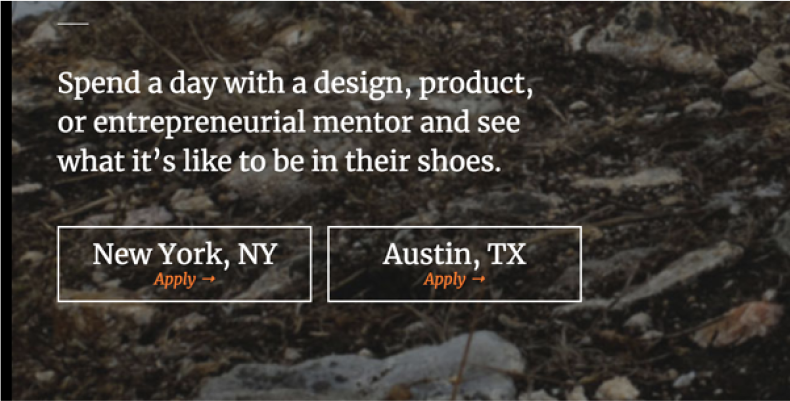 Spend a day with a design, product,
or entrepreneurial mentor and see
what it’s like to be in their shoes.
New York, NY
Apply →
Austin, TX
Apply →